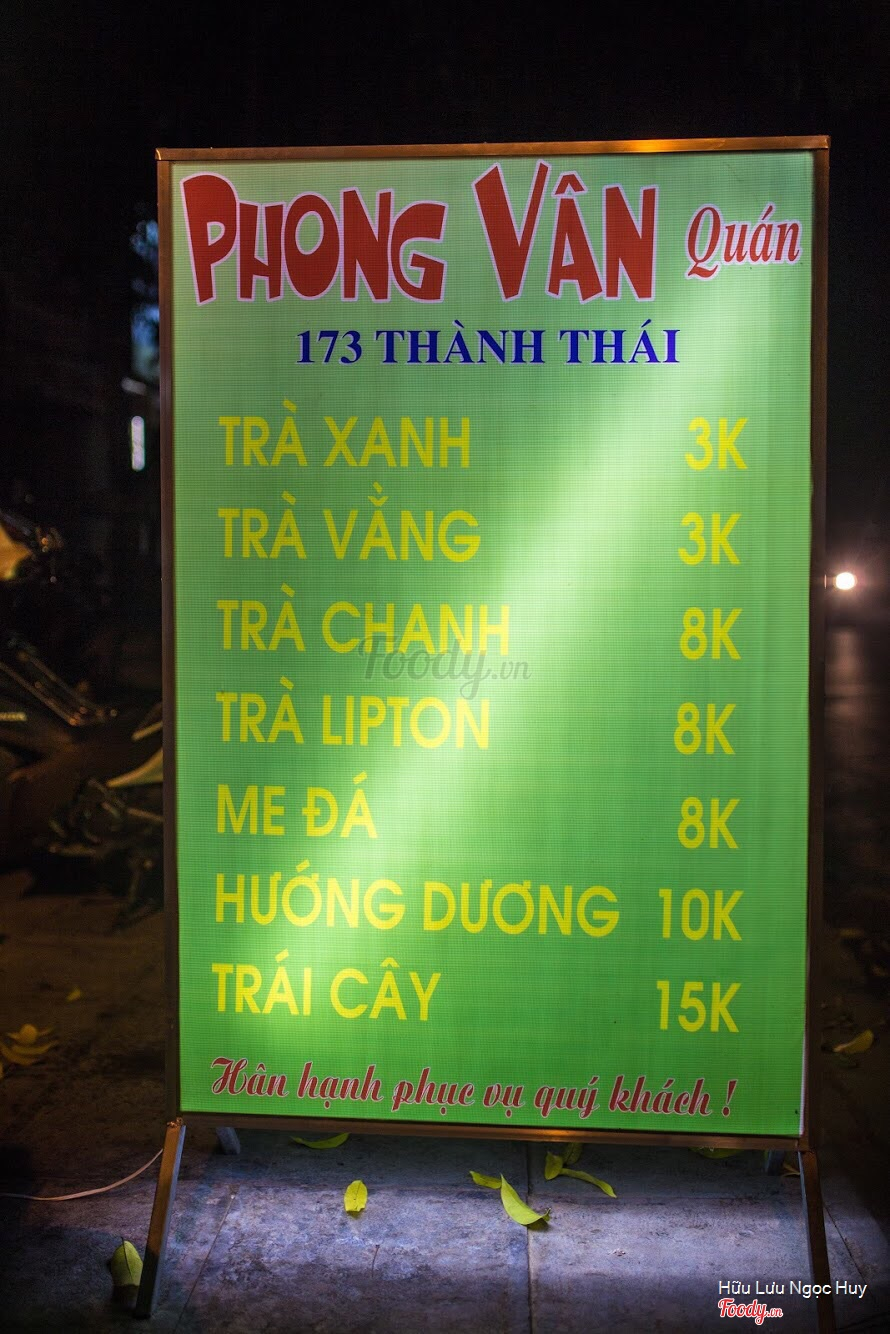 PHONG VÂN Quán
173 THÀNH THÁI
TRÀ XANH 3K
TRÀ VẰNG 3K
TRÀ CHANH 8K
Foody.vn
TRÀ LIPTON 8K
ME ĐÁ 8K
HƯỚNG DƯƠNG 10K
TRÁI CÂY 15K
Hân hạnh phục vụ quý khách !
Hữu Lưu Ngọc Huy
Foody.vn